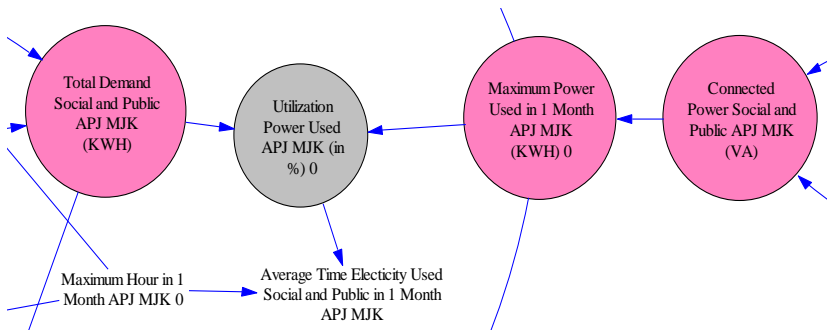 Total Demand
Social and Public
APJ MJK
(KWH)
Utilization
Power Used
APJ MJK (in
%) 0
Maximum Power
Used in 1 Month
APJ MJK
(KWH) 0
Connected
Power Social and
Public APJ MJK
(VA)
Maximum Hour in 1
Month APJ MJK 0
Average Time Electicity Used
Social and Public in 1 Month
APJ MJK